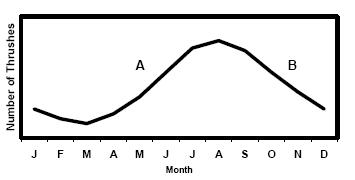 Number of Thrushes
A
B
J F M A M J J A S O N D
Month